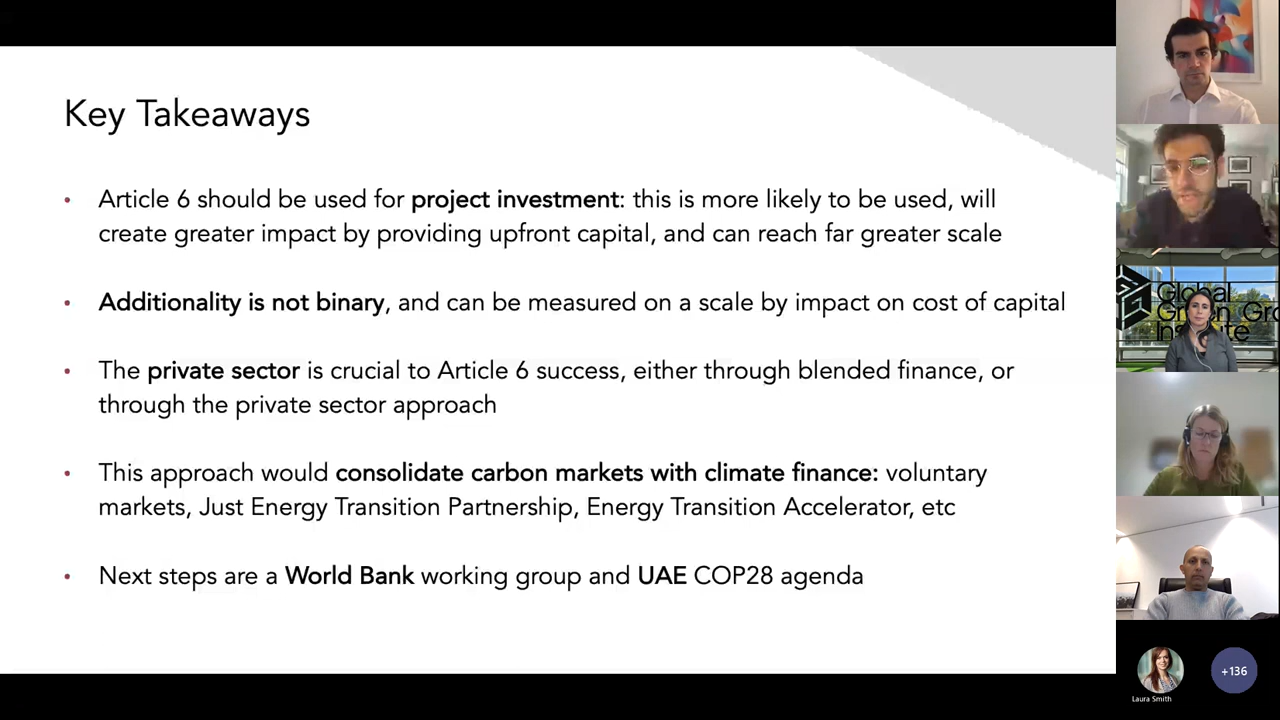 Key Takeaways
• Article 6 should be used for project investment: this is more likely to be used, will
create greater impact by providing upfront capital, and can reach far greater scale
• Additionality is not binary, and can be measured on a scale by impact on cost of capital
• The private sector is crucial to Article 6 success, either through blended finance, or
through the private sector approach
• This approach would consolidate carbon markets with climate finance: voluntary
markets, Just Energy Transition Partnership, Energy Transition Accelerator, etc
• Next steps are a World Bank working group and UAE COP28 agenda
Global
Green Gro
Institute
Laura Smith
+136